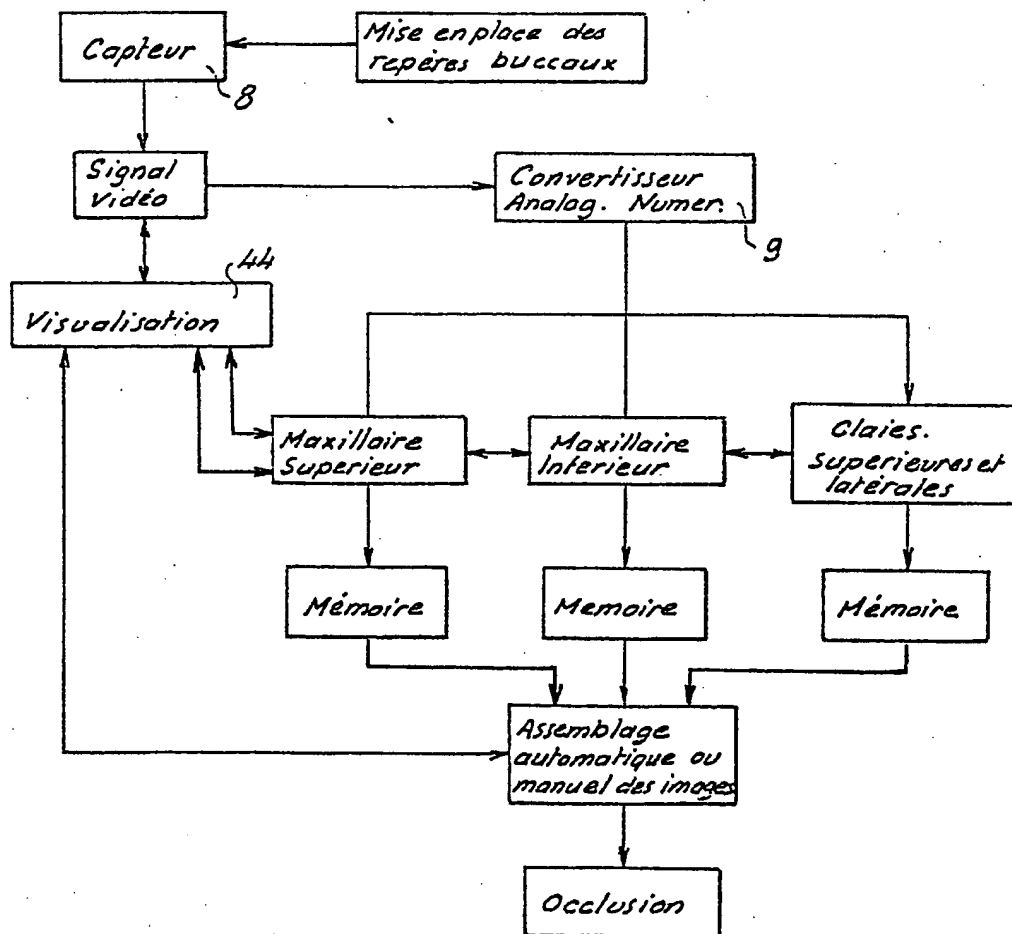 Capteur
8
Mise en place des
repères buccaux
Signal
vidéo
Convertisseur
Analog. Numer.
9
44
Visualisation
Maxillaire
Superieur
Maxillaire
Interieur
Claies.
superieures et
latérales
Mémoire
Memoire
Mémoire
Assemblage
automatique ou
manuel des images
Occlusion